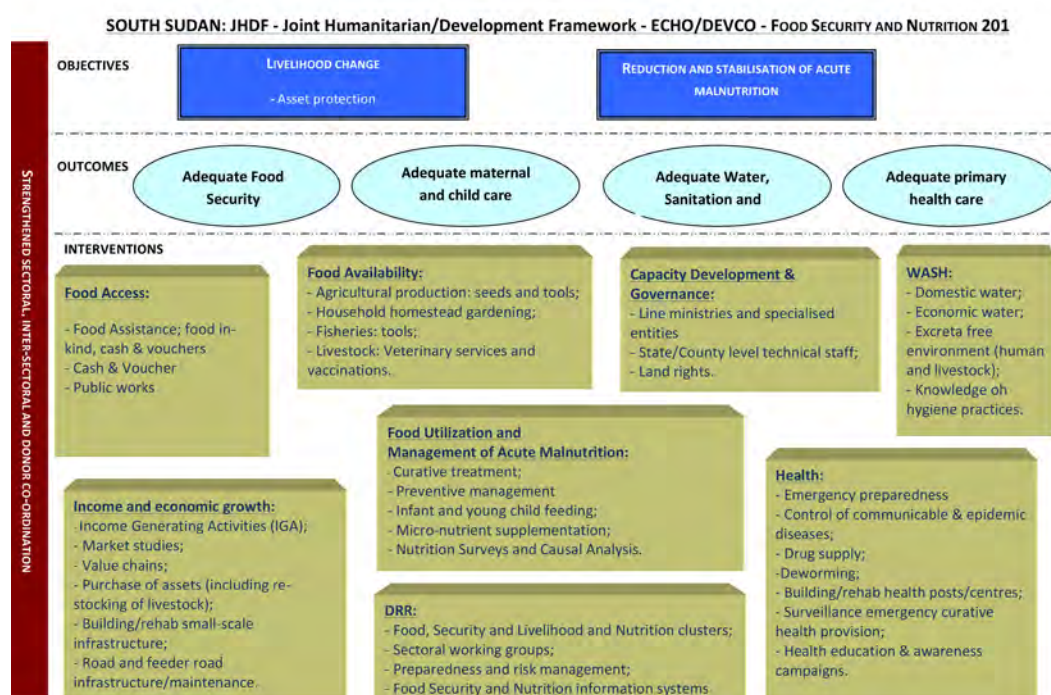 SOUTH SUDAN: JHDF - Joint Humanitarian/Development Framework - ECHO/DEVCO - FOOD SECURITY AND NUTRITION 201
STRENGTHENED SECTORAL, INTER-SECTORAL AND DONOR CO-ORDINATION
OBJECTIVES
LIVELIHOOD CHANGE
- Asset protection
REDUCTION AND STABILISATION OF ACUTE
MALNUTRITION
OUTCOMES
Adequate Food
Security
Adequate maternal
and child care
Adequate Water,
Sanitation and
Adequate primary
health care
INTERVENTIONS
Food Access:
- Food Assistance; food in-
kind, cash & vouchers
- Cash & Voucher
- Public works
Food Availability:
- Agricultural production: seeds and tools;
- Household homestead gardening;
- Fisheries: tools;
- Livestock: Veterinary services and
vaccinations.
Capacity Development &
Governance:
- Line ministries and specialised
entities
- State/County level technical staff;
- Land rights.
WASH:
- Domestic water;
- Economic water;
- Excreta free
environment (human
and livestock);
- Knowledge oh
hygiene practices.
Food Utilization and
Management of Acute Malnutrition:
- Curative treatment;
- Preventive management
- Infant and young child feeding;
- Micro-nutrient supplementation;
- Nutrition Surveys and Causal Analysis.
Income and economic growth:
- Income Generating Activities (IGA);
- Market studies;
- Value chains;
- Purchase of assets (including re-
stocking of livestock);
- Building/rehab small-scale
infrastructure;
- Road and feeder road
infrastructure/maintenance.
DRR:
- Food, Security and Livelihood and Nutrition clusters;
- Sectoral working groups;
- Preparedness and risk management;
- Food Security and Nutrition Information systems
Health:
- Emergency preparedness
- Control of communicable & epidemic
diseases;
- Drug supply;
-Deworming;
- Building/rehab health posts/centres;
- Surveillance emergency curative
health provision;
- Health education & awareness
campaigns.